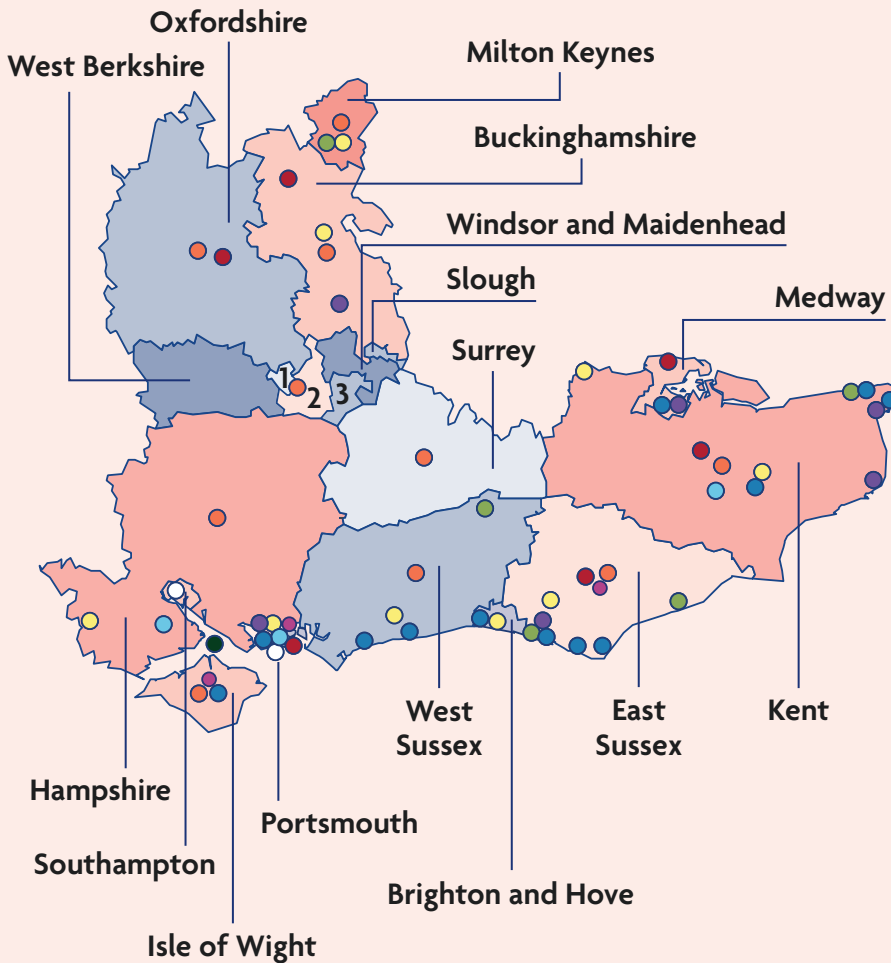 Oxfordshire
West Berkshire
Milton Keynes
Buckinghamshire
Windsor and Maidenhead
Slough
Medway
Surrey
1
2
3
West
Sussex
East
Sussex
Kent
Hampshire
Portsmouth
Southampton
Brighton and Hove
Isle of Wight